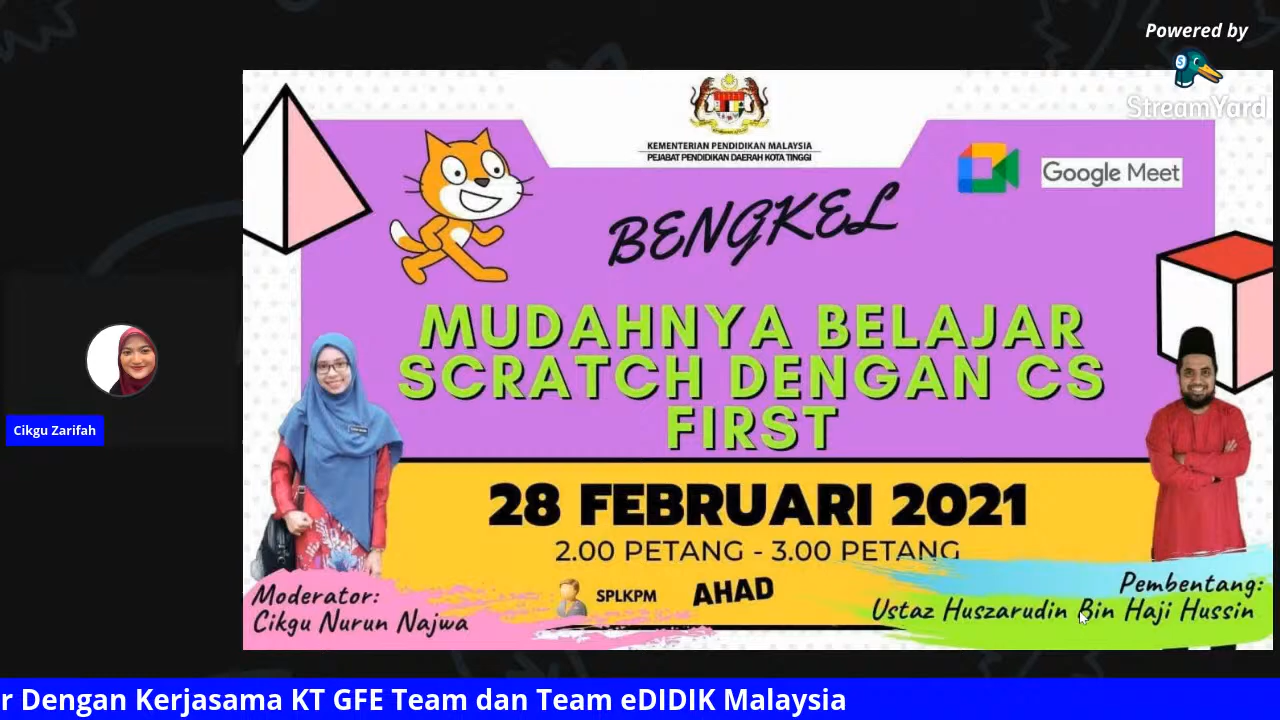 Powered by
StreamYard
KEMENTERIAN PENDIDIKAN MALAYSIA
PEJABAT PENDIDIKAN DAERAH KOTA TINGGI
Google Meet
BENGKEL
MUDAHNYA BELAJAR
SCRATCH DENGAN CS
FIRST
28 FEBRUARI 2021
2.00 PETANG - 3.00 PETANG
SPLKPM
AHAD
Moderator:
Cikgu Nurun Najwa
Pembentang:
Ustaz Huszarudin Bin Haji Hussin
Cikgu Zarifah
r Dengan Kerjasama KT GFE Team dan Team eDIDIK Malaysia